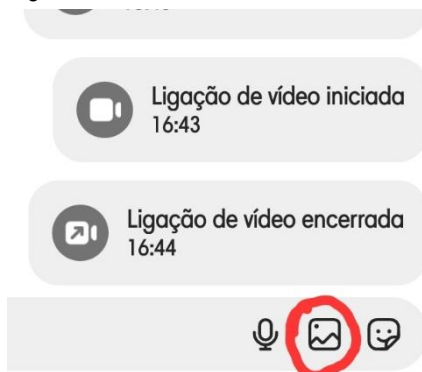 Ligação de vídeo iniciada
16:43
Ligação de vídeo encerrada
16:44